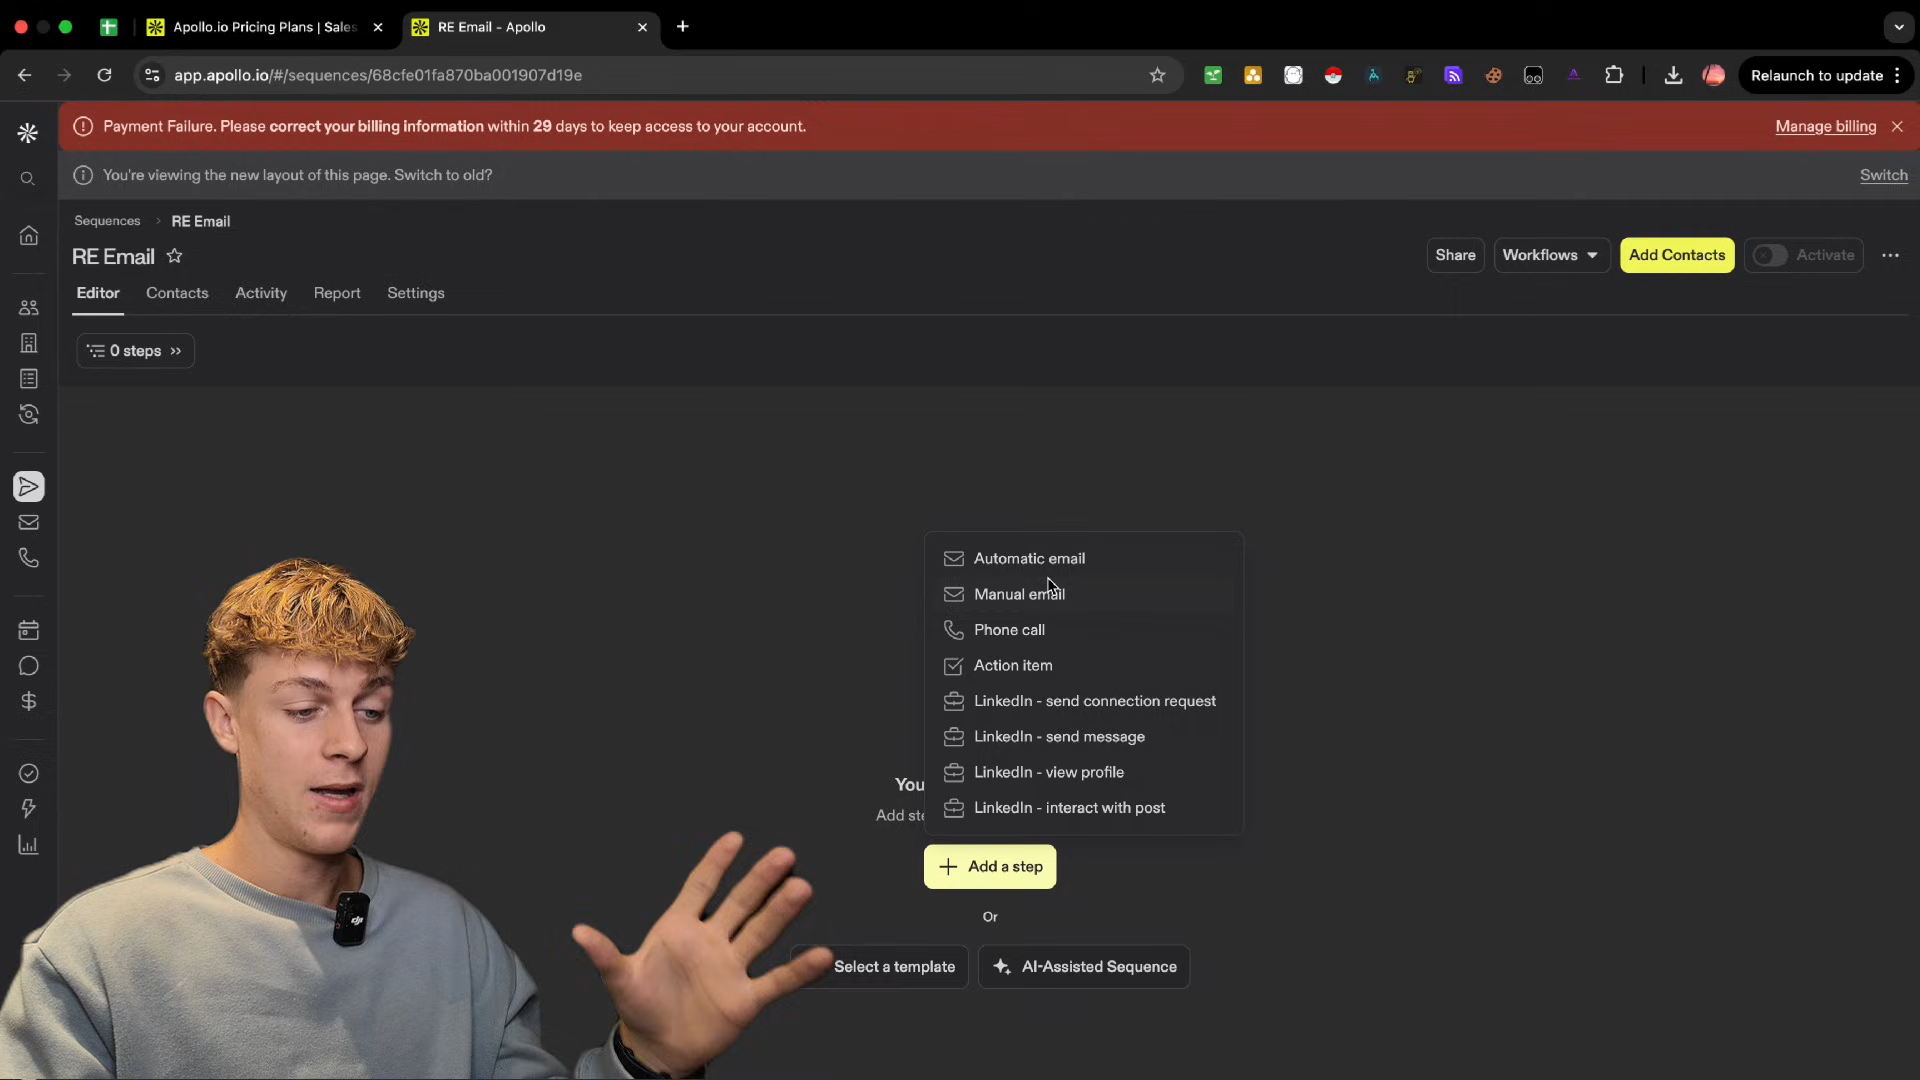 Apollo.io Pricing Plans | Sales
RE Email - Apollo
app.apollo.io/#/sequences/68cfe01fa870ba001907d19e
Relaunch to update
Payment Failure. Please correct your billing information within 29 days to keep access to your account.
Manage billing
You're viewing the new layout of this page. Switch to old?
Switch
Sequences > RE Email
RE Email
Share
Workflows
Add Contacts
Activate
Editor
Contacts
Activity
Report
Settings
0 steps
Automatic email
Manual email
Phone call
Action item
LinkedIn - send connection request
LinkedIn - send message
LinkedIn - view profile
LinkedIn - interact with post
You
Add ste
Add a step
Or
Select a template
AI-Assisted Sequence
dji